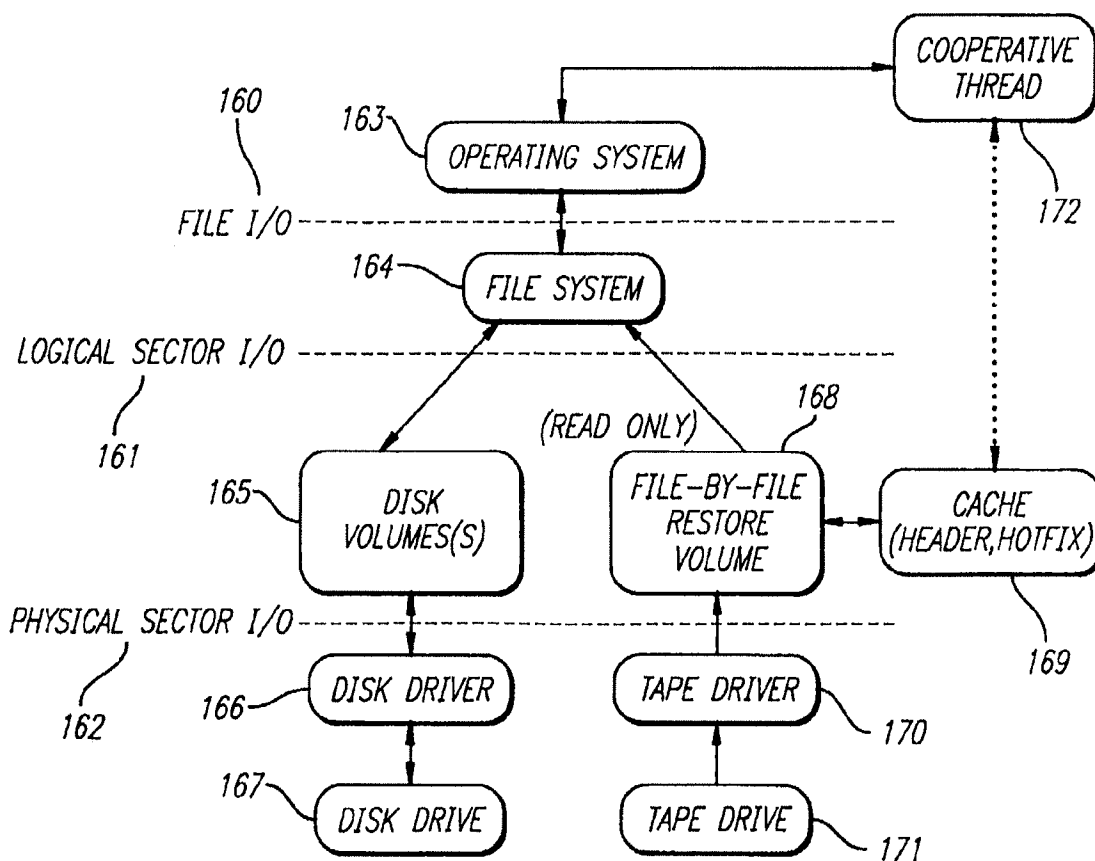 COOPERATIVE
THREAD
160
163
OPERATING SYSTEM
172
FILE I/O
164
FILE SYSTEM
LOGICAL SECTOR I/O
161
(READ ONLY)
168
165
DISK
VOLUMES(S)
FILE-BY-FILE
RESTORE
VOLUME
CACHE
(HEADER,HOTFIX)
PHYSICAL SECTOR I/O
169
162
166
DISK DRIVER
TAPE DRIVER
170
167
DISK DRIVE
TAPE DRIVE
171